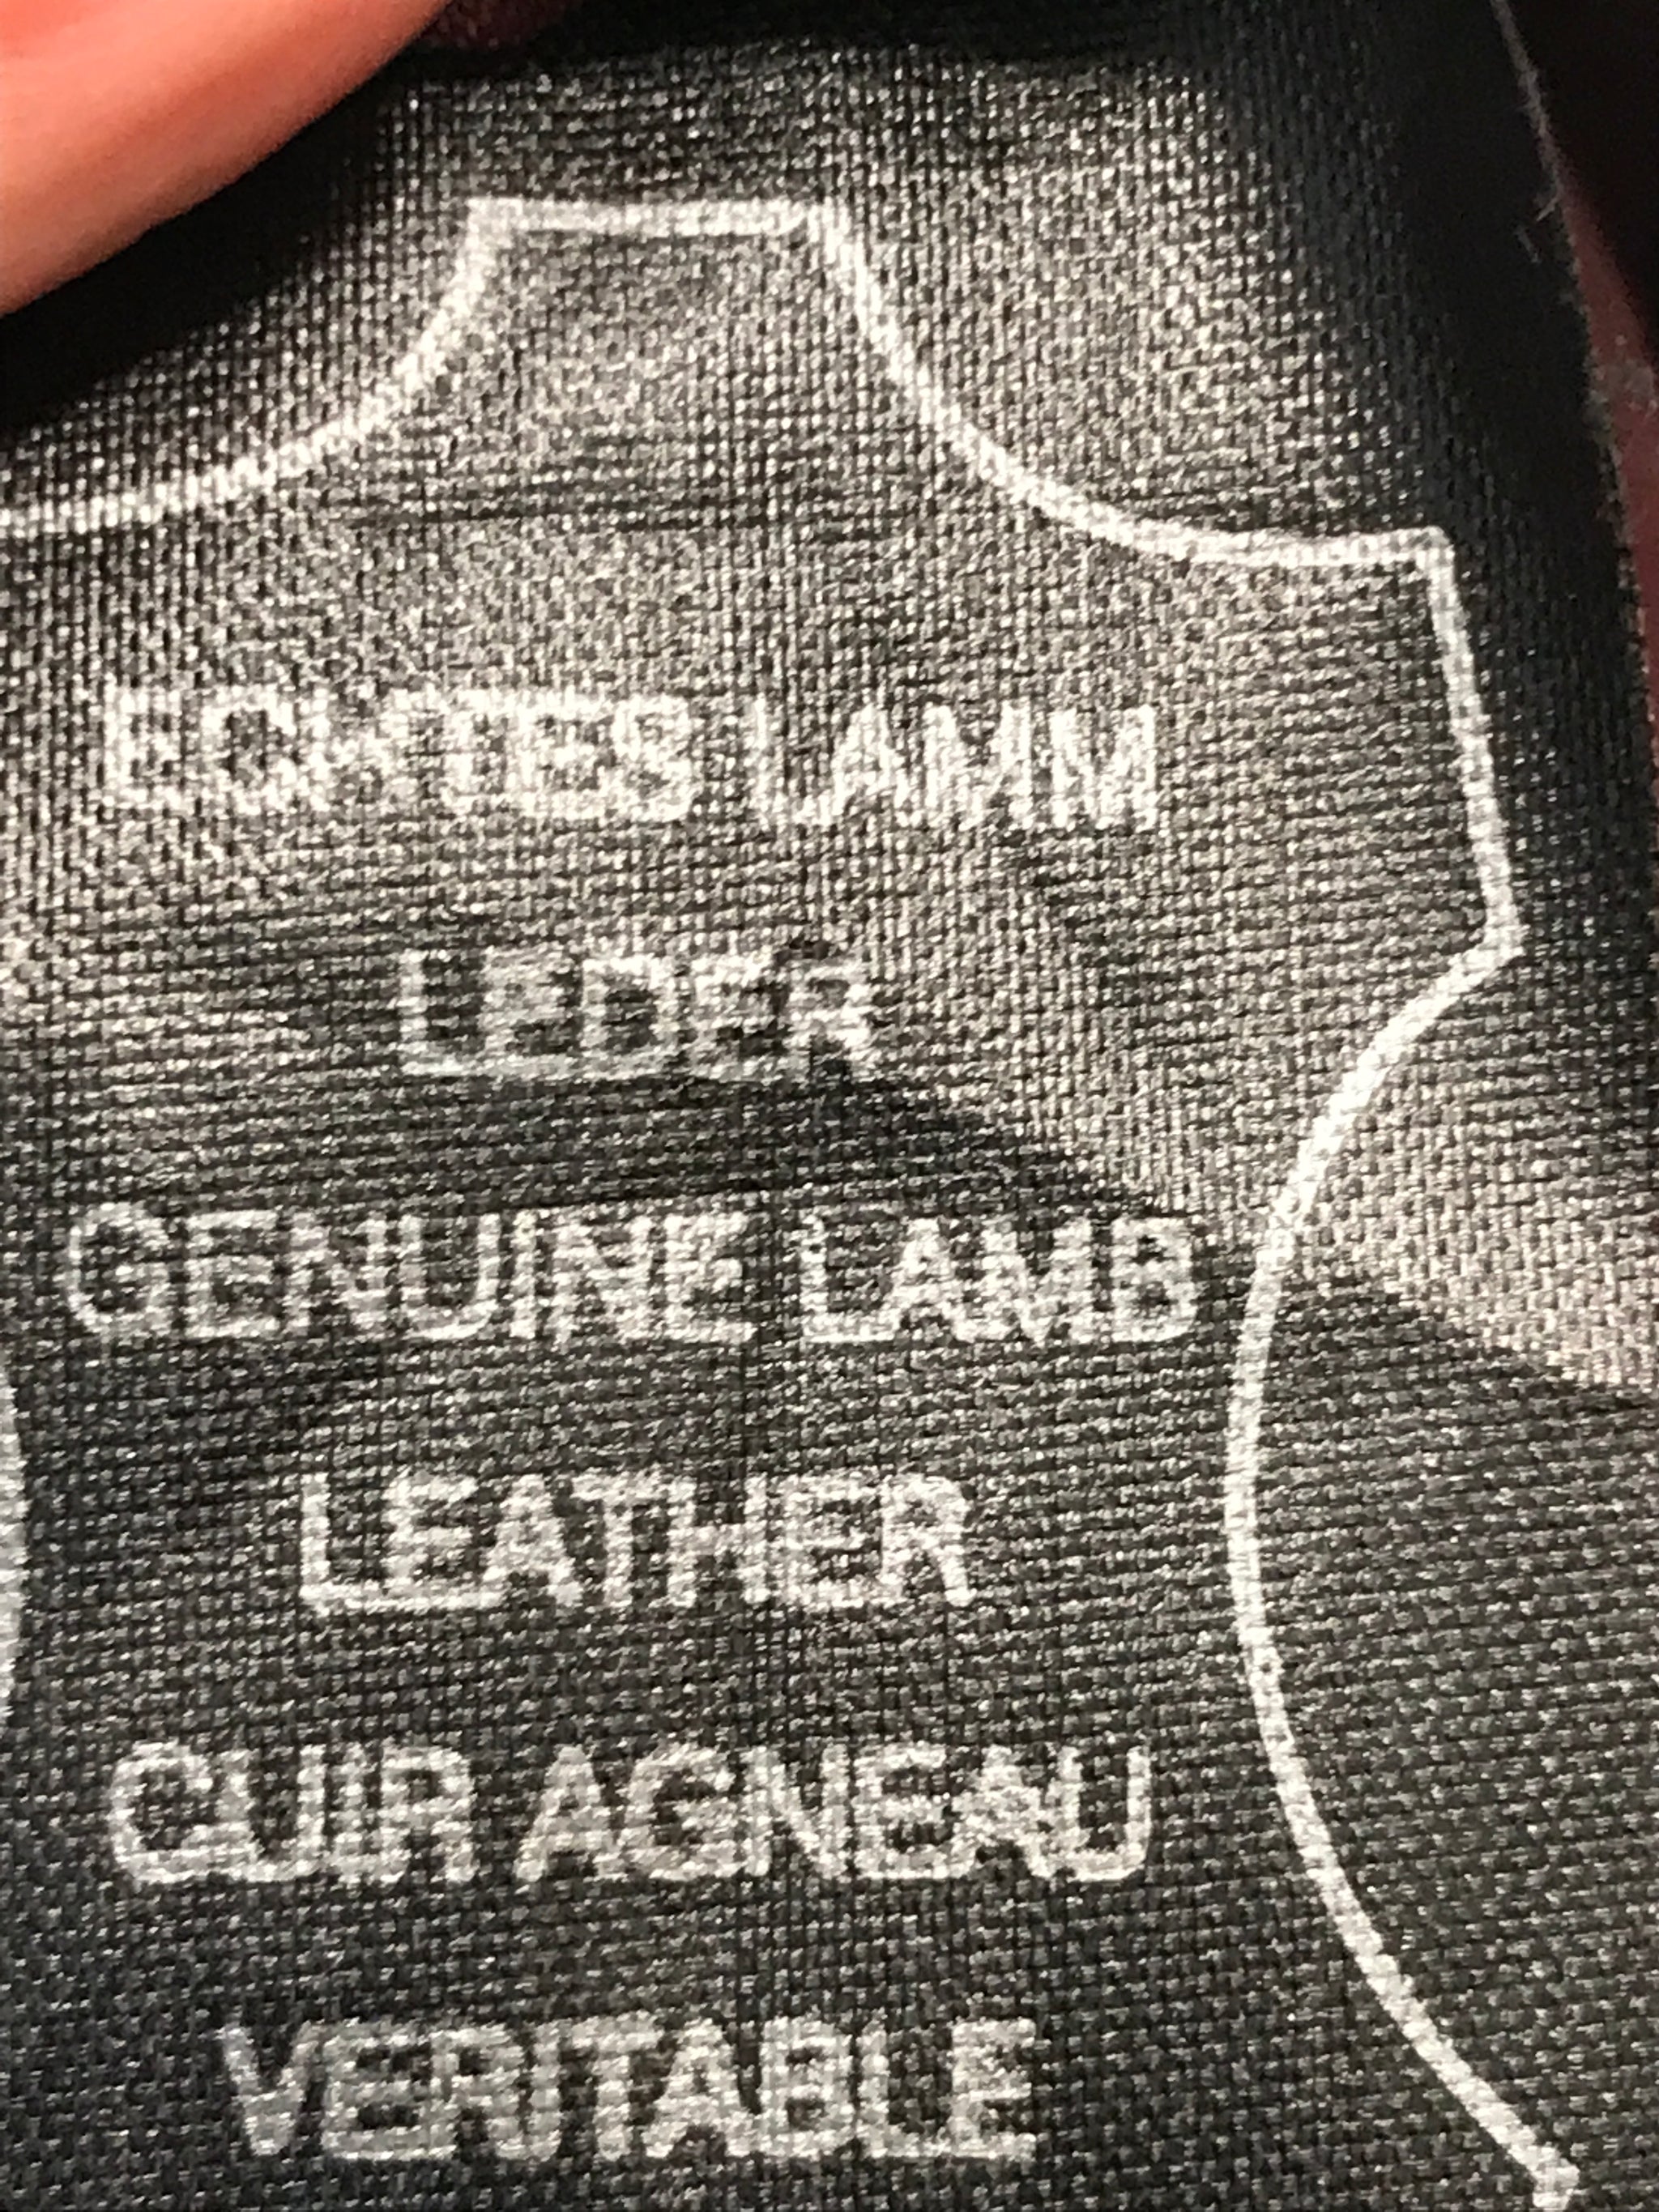 ECHTES LAMM
LEDER
GENUINE LAMB
LEATHER
CUIR AGNEAU
VERITABLE